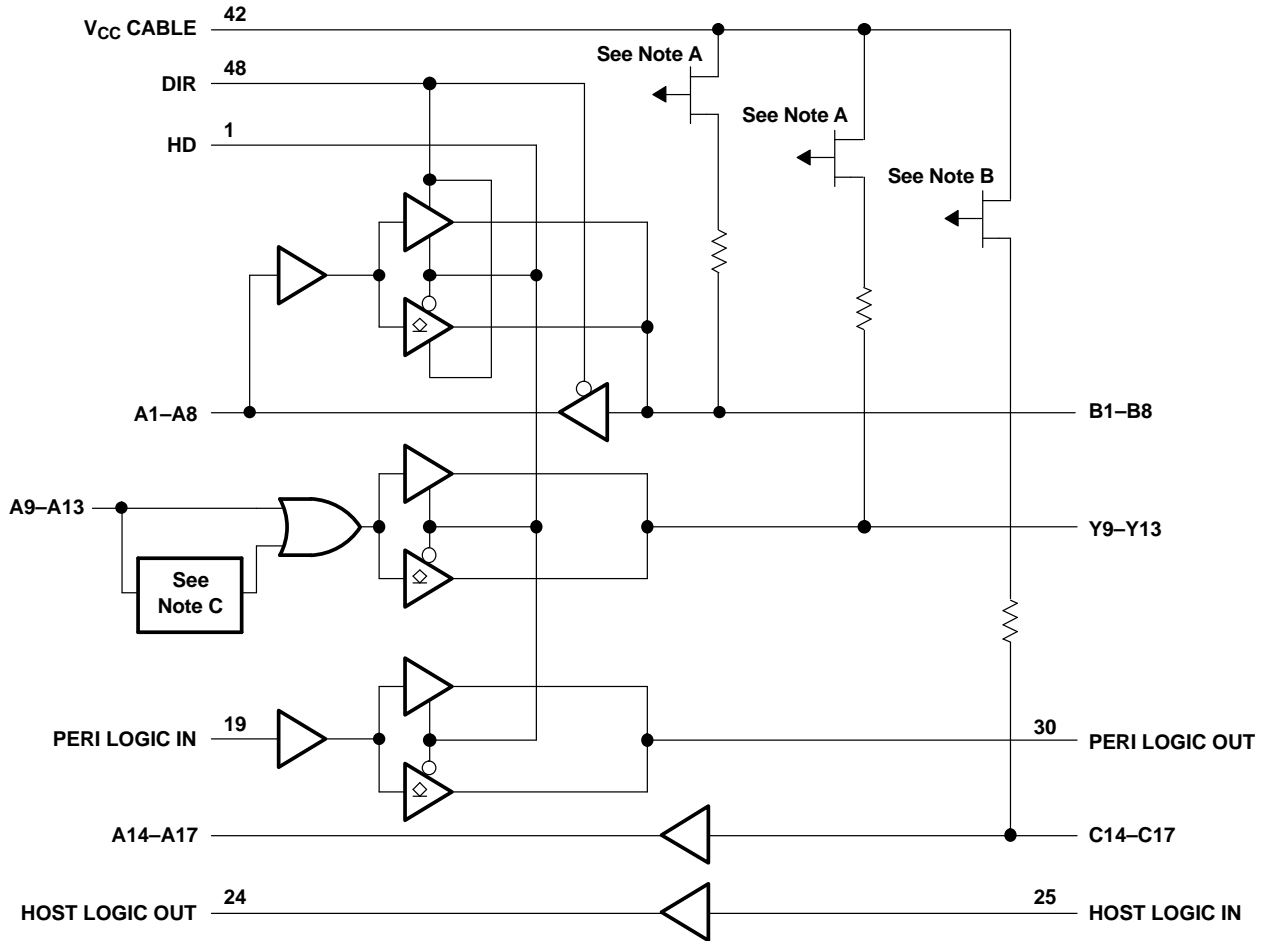 V_CC CABLE 42
See Note A
DIR 48
See Note A
HD 1
See Note B
A1–A8
B1–B8
A9–A13
Y9–Y13
See
Note C
PERI LOGIC IN 19
30 PERI LOGIC OUT
A14–A17
C14–C17
HOST LOGIC OUT 24
25 HOST LOGIC IN